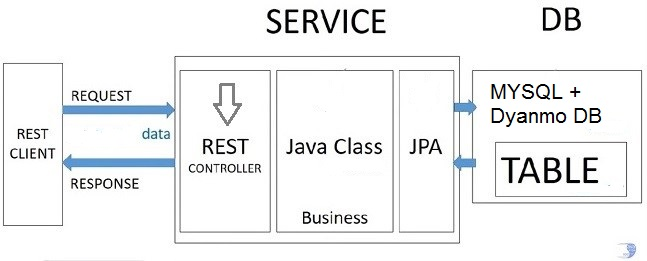 SERVICE
DB
REST
CLIENT
REQUEST
data
RESPONSE
REST
CONTROLLER
Java Class
Business
JPA
MYSQL +
Dyanmo DB
TABLE